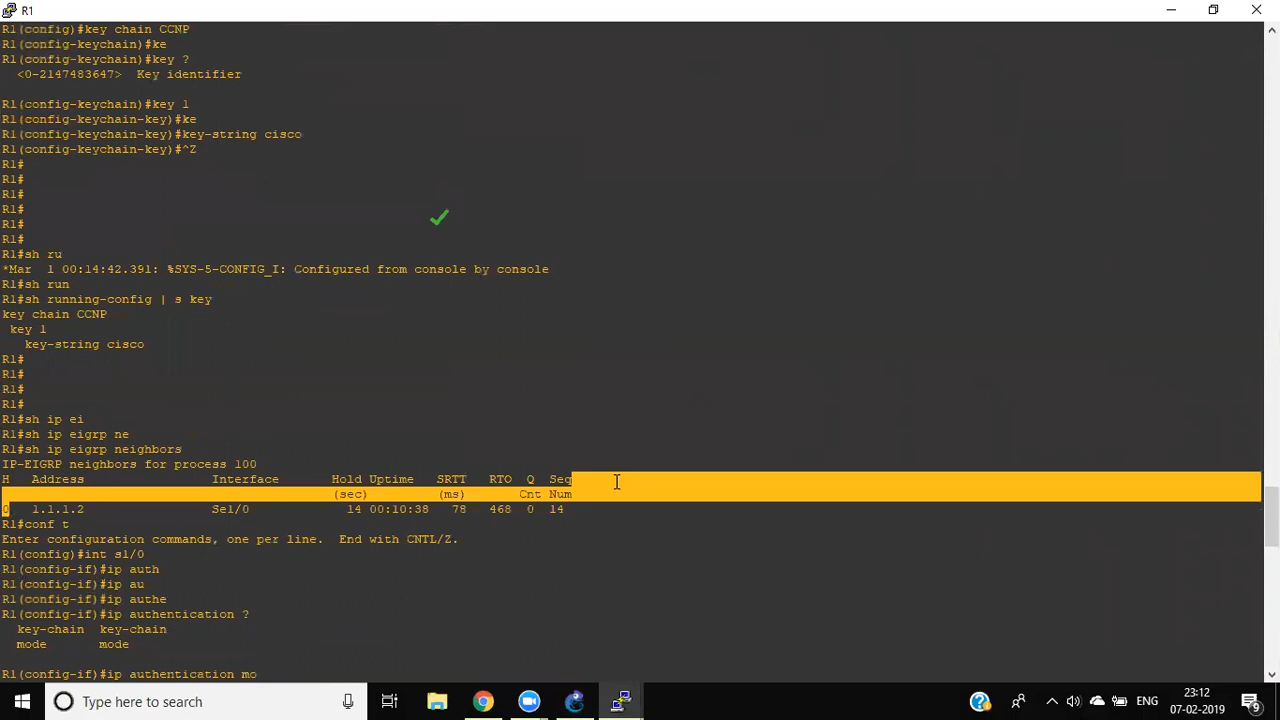 R1
R1(config)#key chain CCNP
R1(config-keychain)#ke
R1(config-keychain)#key ?
<0-2147483647> Key identifier
R1(config-keychain)#key 1
R1(config-keychain-key)#ke
R1(config-keychain-key)#key-string cisco
R1(config-keychain-key)#^Z
R1#
R1#
R1#
R1#
R1#
R1#
R1#sh ru
*Mar 1 00:14:42.391: %SYS-5-CONFIG_I: Configured from console by console
R1#sh run
R1#sh running-config | s key
key chain CCNP
key 1
key-string cisco
R1#
R1#
R1#
R1#
R1#sh ip ei
R1#sh ip eigrp ne
R1#sh ip eigrp neighbors
IP-EIGRP neighbors for process 100
H Address Interface Hold Uptime SRTT RTO Q Seq
(sec) (ms) Cnt Num
0 1.1.1.2 Se1/0 14 00:10:38 78 468 0 14
R1#conf t
Enter configuration commands, one per line. End with CNTL/Z.
R1(config)#int s1/0
R1(config-if)#ip auth
R1(config-if)#ip au
R1(config-if)#ip authe
R1(config-if)#ip authentication ?
key-chain key-chain
mode mode
R1(config-if)#ip authentication mo
Type here to search
ENG
23:12
07-02-2019
9